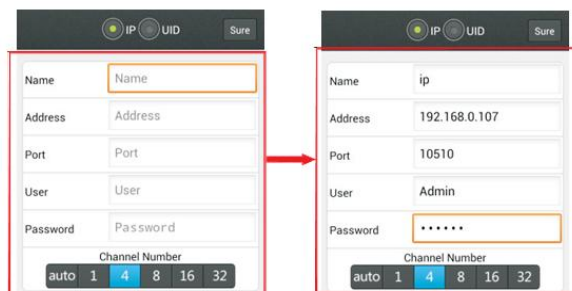 IP UID Sure
Name Name
Address Address
Port Port
User User
Password Password
Channel Number
auto 1 4 8 16 32
IP UID Sure
Name ip
Address 192.168.0.107
Port 10510
User Admin
Password ••••••
Channel Number
auto 1 4 8 16 32